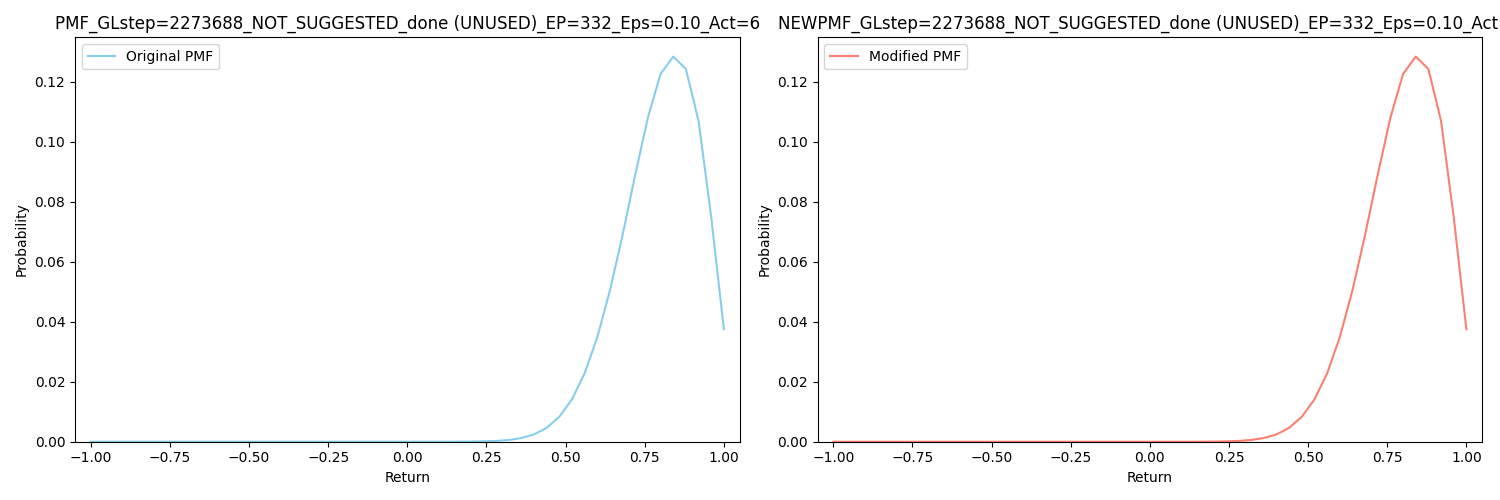 PMF_GLstep=2273688_NOT_SUGGESTED_done (UNUSED)_EP=332_Eps=0.10_Act=6
Original PMF
0.12
0.10
0.08
0.06
0.04
0.02
0.00
Probability
−1.00 −0.75 −0.50 −0.25 0.00 0.25 0.50 0.75 1.00
Return
NEWPMF_GLstep=2273688_NOT_SUGGESTED_done (UNUSED)_EP=332_Eps=0.10_Act
Modified PMF
0.12
0.10
0.08
0.06
0.04
0.02
0.00
Probability
−1.00 −0.75 −0.50 −0.25 0.00 0.25 0.50 0.75 1.00
Return